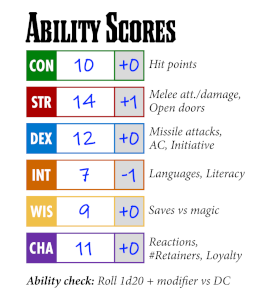 ABILITY SCORES
CON 10 +0 Hit points
STR 14 +1 Melee att./damage,
Open doors
DEX 12 +0 Missile attacks,
AC, Initiative
INT 7 -1 Languages, Literacy
WIS 9 +0 Saves vs magic
CHA 11 +0 Reactions,
#Retainers, Loyalty
Ability check: Roll 1d20 + modifier vs DC